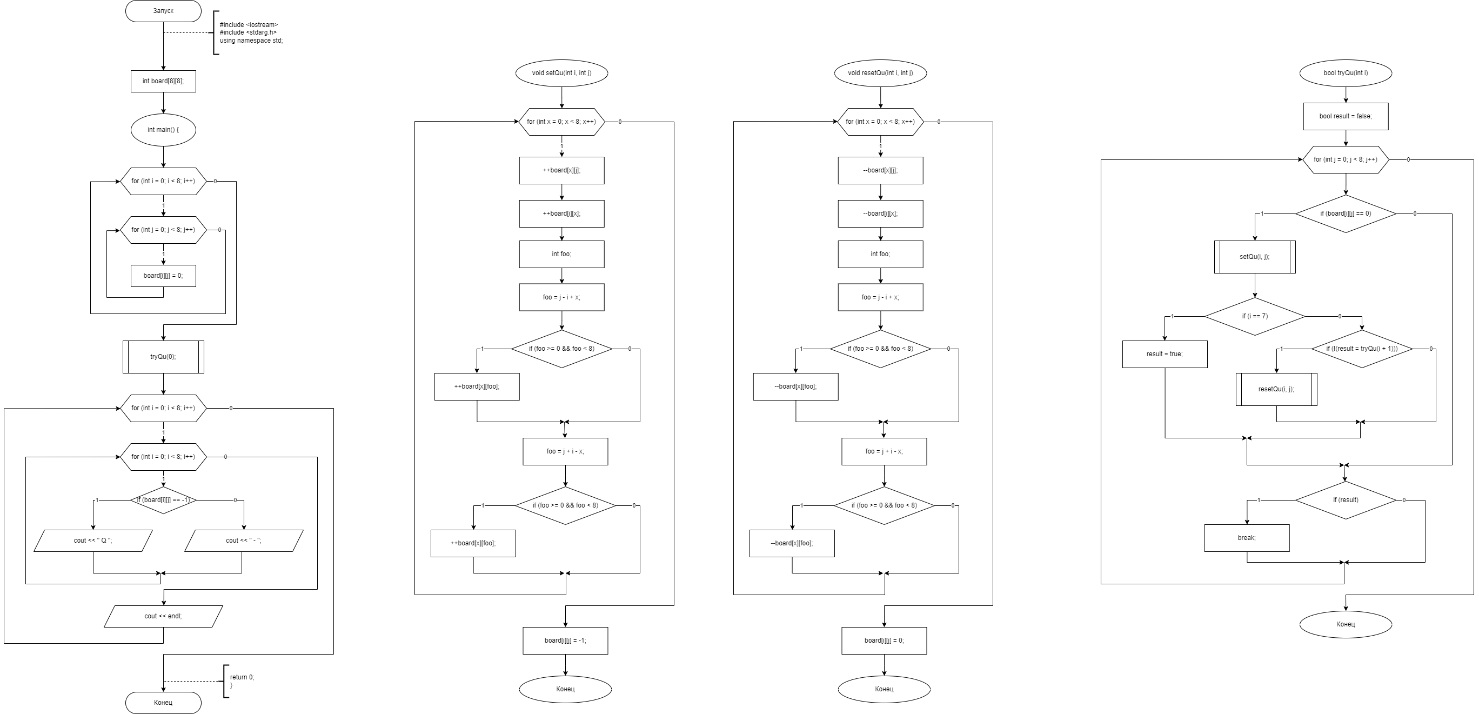 Запуск
#include <iostream>
#include <stdarg.h>
using namespace std;
int board[8][8];
int main() {
for (int i = 0; i < 8; i++)
0
1
for (int j = 0; j < 8; j++)
0
1
board[i][j] = 0;
tryQu(0);
for (int i = 0; i < 8; i++)
0
1
for (int i = 0; i < 8; i++)
0
1
if (board[i][j] == -1)
1
0
cout << " Q ";
cout << " - ";
cout << endl;
return 0;
}
Конец
void setQu(int i, int j)
for (int x = 0; x < 8; x++)
0
1
++board[x][j];
++board[i][x];
int foo;
foo = j - i + x;
if (foo >= 0 && foo < 8)
1
0
++board[x][foo];
foo = j + i - x;
if (foo >= 0 && foo < 8)
1
0
++board[x][foo];
board[i][j] = -1;
Конец
void resetQu(int i, int j)
for (int x = 0; x < 8; x++)
0
1
--board[x][j];
--board[i][x];
int foo;
foo = j - i + x;
if (foo >= 0 && foo < 8)
1
0
--board[x][foo];
foo = j + i - x;
if (foo >= 0 && foo < 8)
1
0
--board[x][foo];
board[i][j] = 0;
Конец
bool tryQu(int i)
bool result = false;
for (int j = 0; j < 8; j++)
0
if (board[i][j] == 0)
1
0
setQu(i, j);
if (i == 7)
1
0
result = true;
if (!(result = tryQu(i + 1)))
0
resetQu(i, j);
if (result)
1
0
break;
Конец